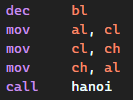 dec bl
mov al, cl
mov cl, ch
mov ch, al
call hanoi